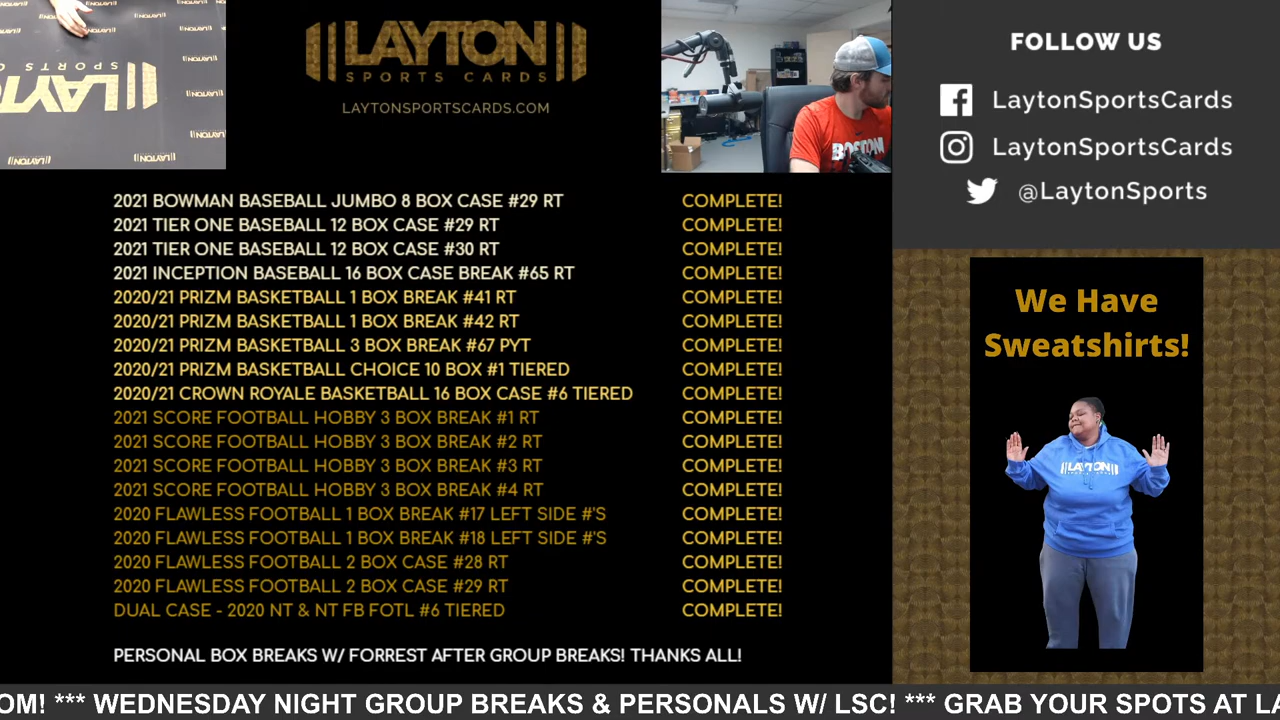 LAYTON
SPORTS CARDS
LAYTONSPORTSCARDS.COM
BOSTON
FOLLOW US
LaytonSportsCards
LaytonSportsCards
@LaytonSports
2021 BOWMAN BASEBALL JUMBO 8 BOX CASE #29 RT COMPLETE!
2021 TIER ONE BASEBALL 12 BOX CASE #29 RT COMPLETE!
2021 TIER ONE BASEBALL 12 BOX CASE #30 RT COMPLETE!
2021 INCEPTION BASEBALL 16 BOX CASE BREAK #65 RT COMPLETE!
2020/21 PRIZM BASKETBALL 1 BOX BREAK #41 RT COMPLETE!
2020/21 PRIZM BASKETBALL 1 BOX BREAK #42 RT COMPLETE!
2020/21 PRIZM BASKETBALL 3 BOX BREAK #67 PYT COMPLETE!
2020/21 PRIZM BASKETBALL CHOICE 10 BOX #1 TIERED COMPLETE!
2020/21 CROWN ROYALE BASKETBALL 16 BOX CASE #6 TIERED COMPLETE!
2021 SCORE FOOTBALL HOBBY 3 BOX BREAK #1 RT COMPLETE!
2021 SCORE FOOTBALL HOBBY 3 BOX BREAK #2 RT COMPLETE!
2021 SCORE FOOTBALL HOBBY 3 BOX BREAK #3 RT COMPLETE!
2021 SCORE FOOTBALL HOBBY 3 BOX BREAK #4 RT COMPLETE!
2020 FLAWLESS FOOTBALL 1 BOX BREAK #17 LEFT SIDE #'S COMPLETE!
2020 FLAWLESS FOOTBALL 1 BOX BREAK #18 LEFT SIDE #'S COMPLETE!
2020 FLAWLESS FOOTBALL 2 BOX CASE #28 RT COMPLETE!
2020 FLAWLESS FOOTBALL 2 BOX CASE #29 RT COMPLETE!
DUAL CASE - 2020 NT & NT FB FOTL #6 TIERED COMPLETE!
PERSONAL BOX BREAKS W/ FORREST AFTER GROUP BREAKS! THANKS ALL!
We Have
Sweatshirts!
LAYTON
OM! *** WEDNESDAY NIGHT GROUP BREAKS & PERSONALS W/ LSC! *** GRAB YOUR SPOTS AT LA